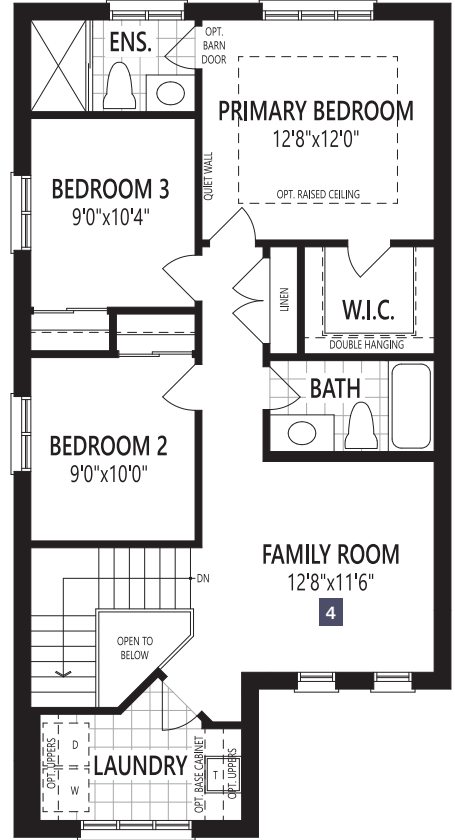 ENS.
OPT.
BARN
DOOR
PRIMARY BEDROOM
12'8"x12'0"
OPT. RAISED CEILING
QUIET WALL
BEDROOM 3
9'0"x10'4"
LINEN
W.I.C.
DOUBLE HANGING
BATH
BEDROOM 2
9'0"x10'0"
FAMILY ROOM
12'8"x11'6"
4
DN
OPEN TO
BELOW
LAUNDRY
OPT. UPPERS
D
W
OPT. BASE CABINET
T
OPT. UPPERS